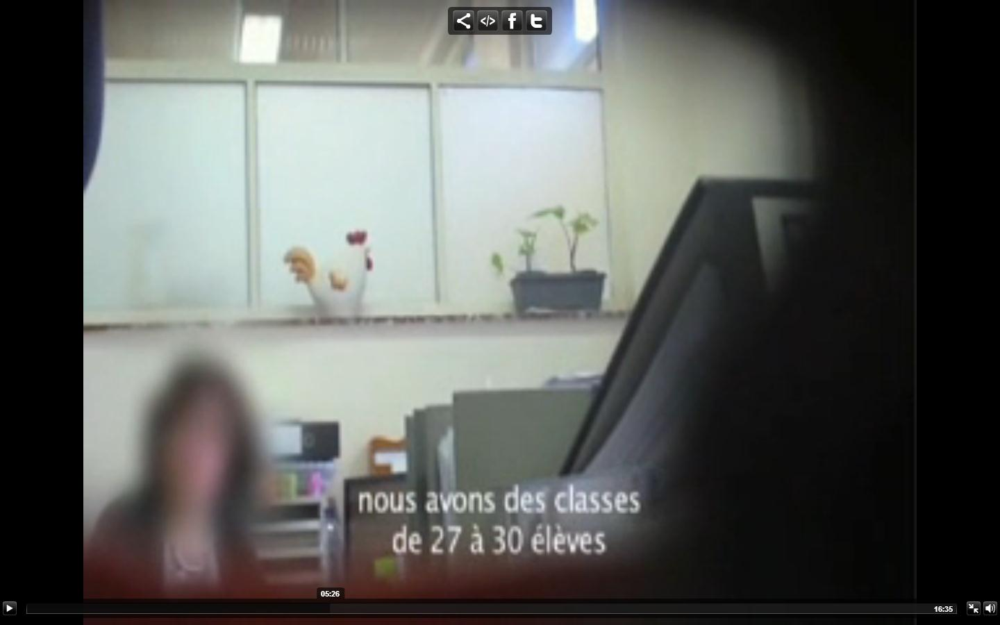 nous avons des classes
de 27 à 30 élèves
05:26
16:35